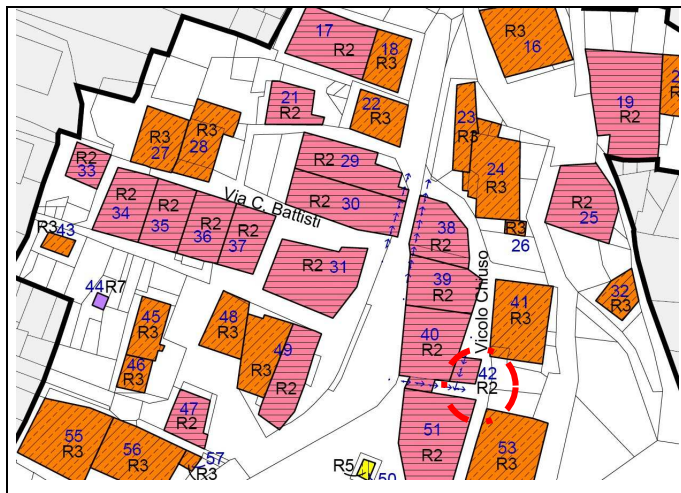 17
R2
18
R3
R3
16
19
R2
21
R2
22
R3
23
R3
24
R3
R3
26
25
R2
R3
27
R3
28
R2
29
R2
30
R2
33
R2
34
R2
35
R2
36
R2
37
Via C. Battisti
R2
31
38
R2
39
R2
40
R2
Vicolo Chiuso
41
R3
42
R2
32
R3
R3
43
44
R7
45
R3
46
R3
48
R3
49
R3
R2
47
R2
51
R2
53
R3
55
R3
56
R3
57
R3
R5
50